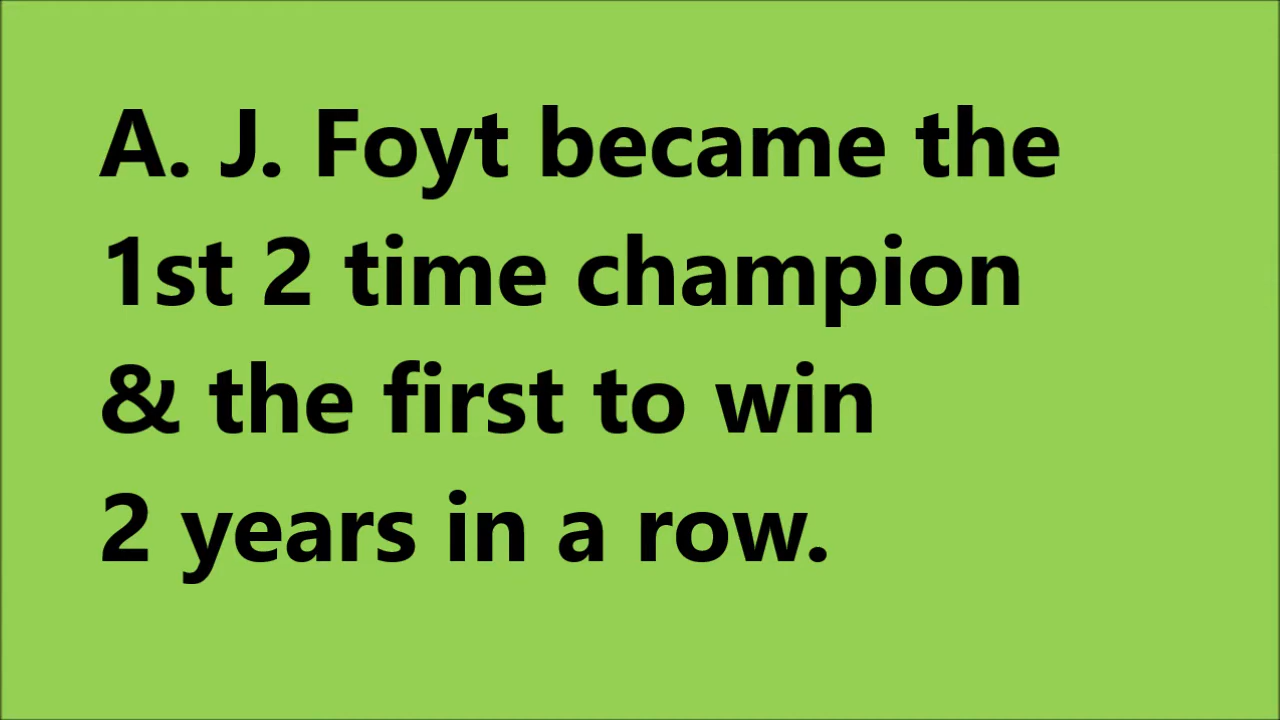 A. J. Foyt became the
1st 2 time champion
& the first to win
2 years in a row.